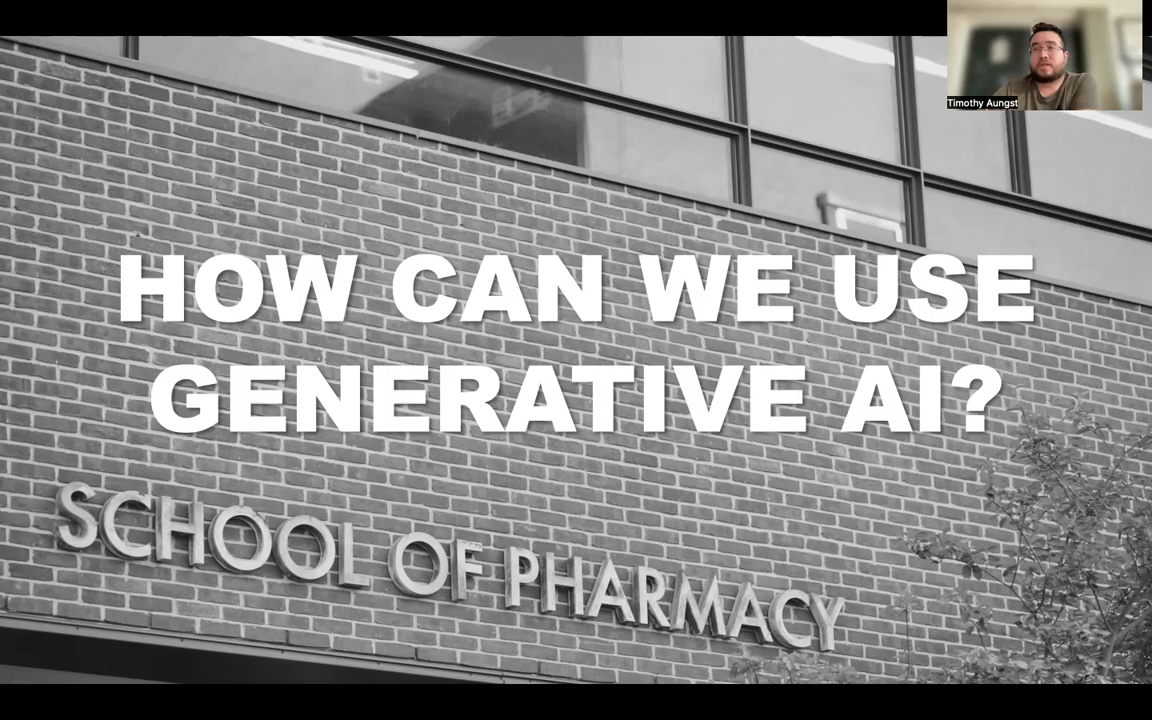 Timothy Aungst
HOW CAN WE USE
GENERATIVE AI?
SCHOOL OF PHARMACY